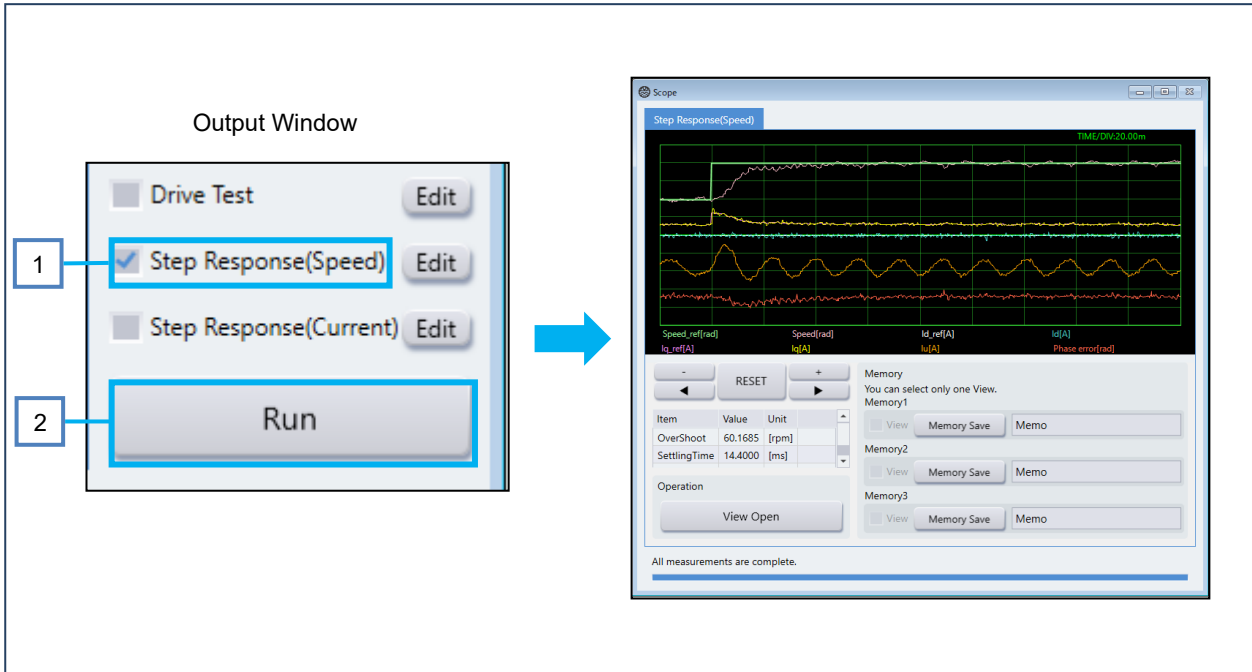 Output Window
Drive Test
Edit
1
Step Response(Speed)
Edit
Step Response(Current)
Edit
2
Run
Scope
Step Response(Speed)
TIME/DIV:20.00m
Speed_ref[rad]
Speed[rad]
Id_ref[A]
Id[A]
Iq_ref[A]
Iq[A]
Iu[A]
Phase error[rad]
-
RESET
+
Item Value Unit
OverShoot 60.1685 [rpm]
SettlingTime 14.4000 [ms]
Operation
View Open
Memory
You can select only one View.
Memory1
View Memory Save Memo
Memory2
View Memory Save Memo
Memory3
View Memory Save Memo
All measurements are complete.